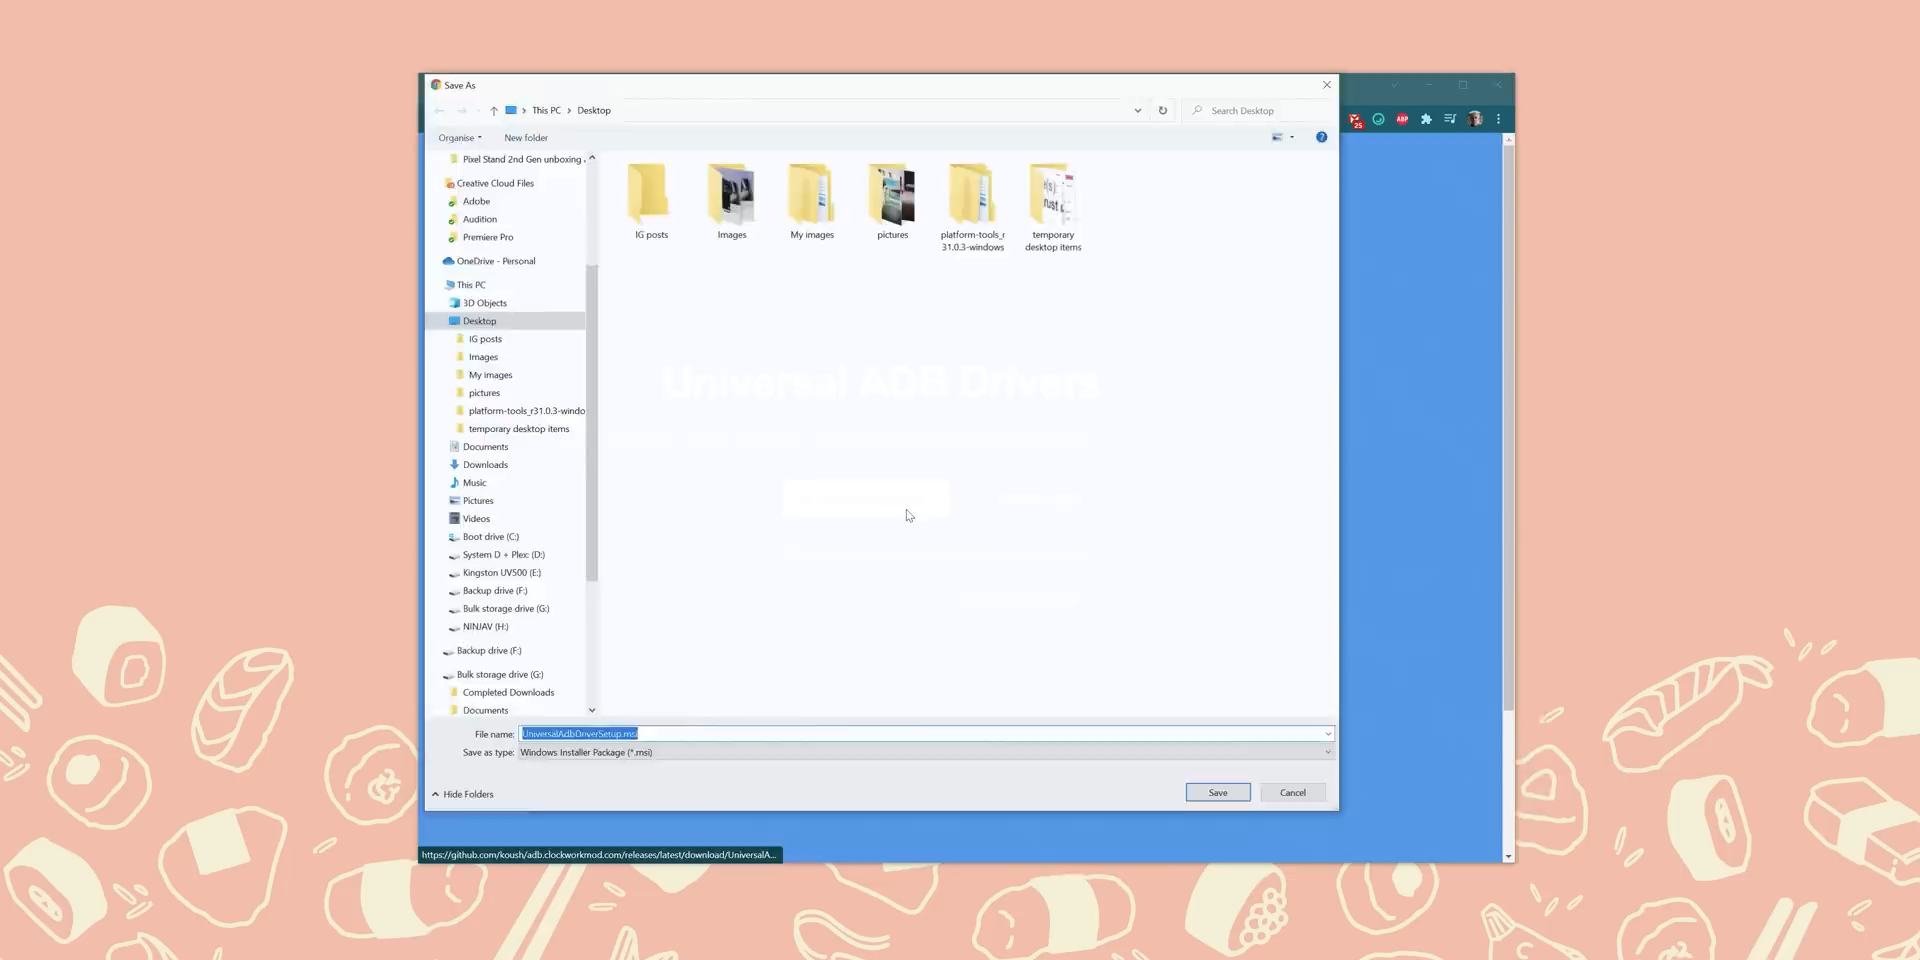 Save As
This PC > Desktop
Search Desktop
Organise
New folder
25
ABP
Pixel Stand 2nd Gen unboxing
Creative Cloud Files
Adobe
Audition
Premiere Pro
OneDrive - Personal
This PC
3D Objects
Desktop
IG posts
Images
My images
pictures
platform-tools_r31.0.3-windo
temporary desktop items
Documents
Downloads
Music
Pictures
Videos
Boot drive (C:)
System D + Plex: (D:)
Kingston UV500 (E:)
Backup drive (F:)
Bulk storage drive (G:)
NINJAV (H:)
Backup drive (F:)
Bulk storage drive (G:)
Completed Downloads
Documents
IG posts
Images
My images
pictures
platform-tools_r
31.0.3-windows
temporary
desktop items
Universal ADB Drivers
File name: UniversalAdbDriverSetup.msi
Save as type: Windows Installer Package (*.msi)
Hide Folders
Save
Cancel
https://github.com/koush/adb.clockworkmod.com/releases/latest/download/UniversalA...